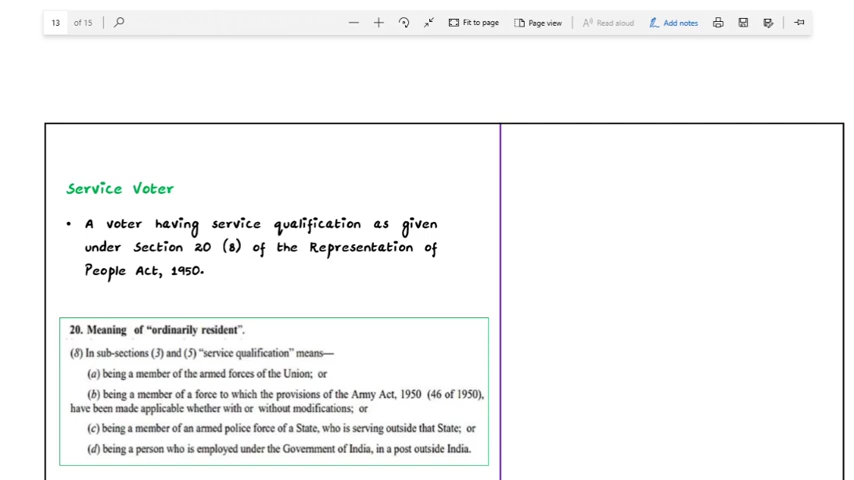 13 of 15 Fit to page Page view Read aloud Add notes
Service Voter
• A voter having service qualification as given
under Section 20 (8) of the Representation of
People Act, 1950.
20. Meaning of “ordinarily resident”.
(8) In sub-sections (3) and (5) “service qualification” means—
(a) being a member of the armed forces of the Union; or
(b) being a member of a force to which the provisions of the Army Act, 1950 (46 of 1950),
have been made applicable whether with or without modifications; or
(c) being a member of an armed police force of a State, who is serving outside that State; or
(d) being a person who is employed under the Government of India, in a post outside India.